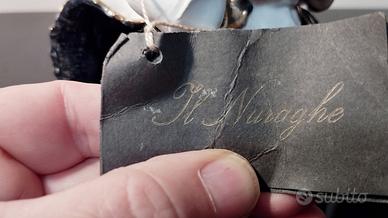 Il Nuraghe
subito